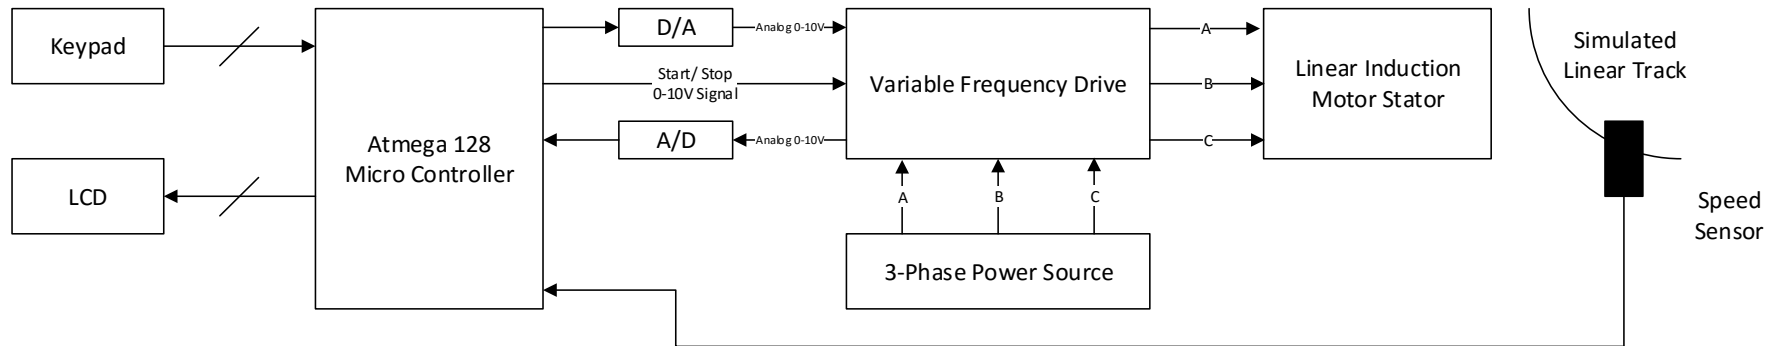 Keypad
LCD
Atmega 128
Micro Controller
D/A
Analog 0-10V
Start/ Stop
0-10V Signal
A/D
Analog 0-10V
Variable Frequency Drive
A
B
C
3-Phase Power Source
A
B
C
Linear Induction
Motor Stator
Simulated
Linear Track
Speed
Sensor